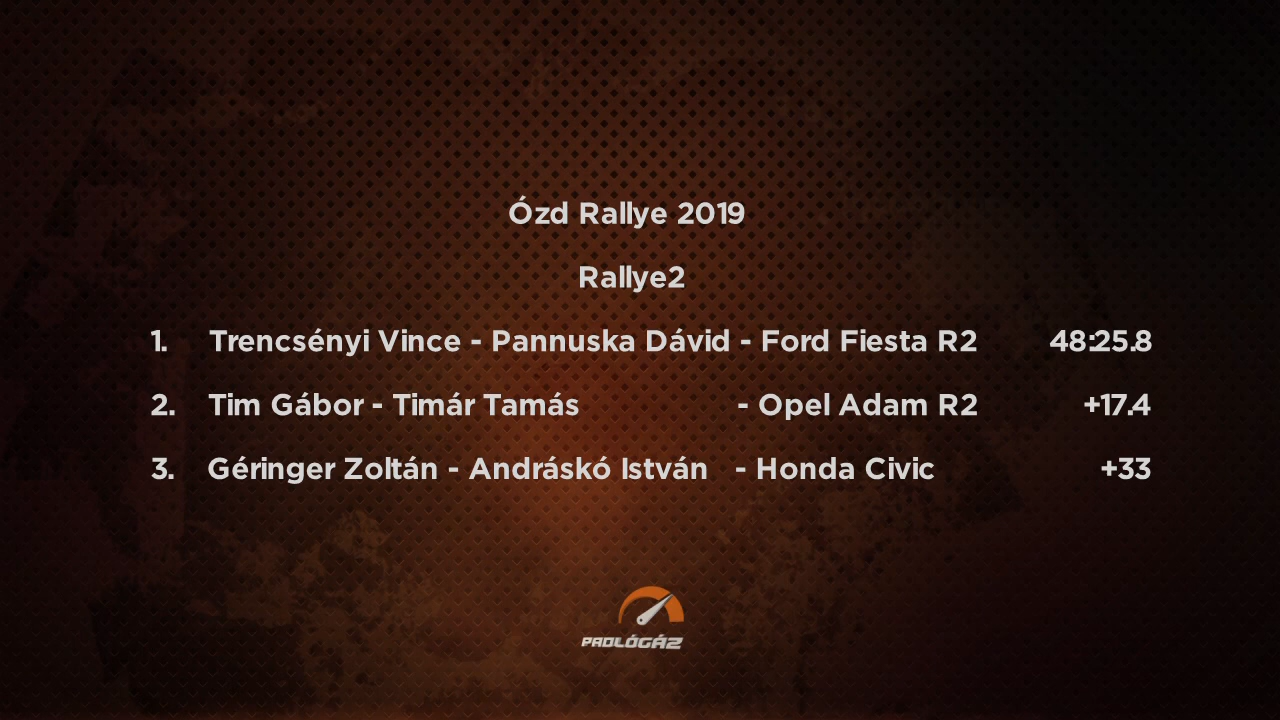 Ózd Rallye 2019
Rallye2
1. Trencsényi Vince - Pannuska Dávid - Ford Fiesta R2 48:25.8
2. Tim Gábor - Timár Tamás - Opel Adam R2 +17.4
3. Géringer Zoltán - Andráskó István - Honda Civic +33
PADLÓGÁZ